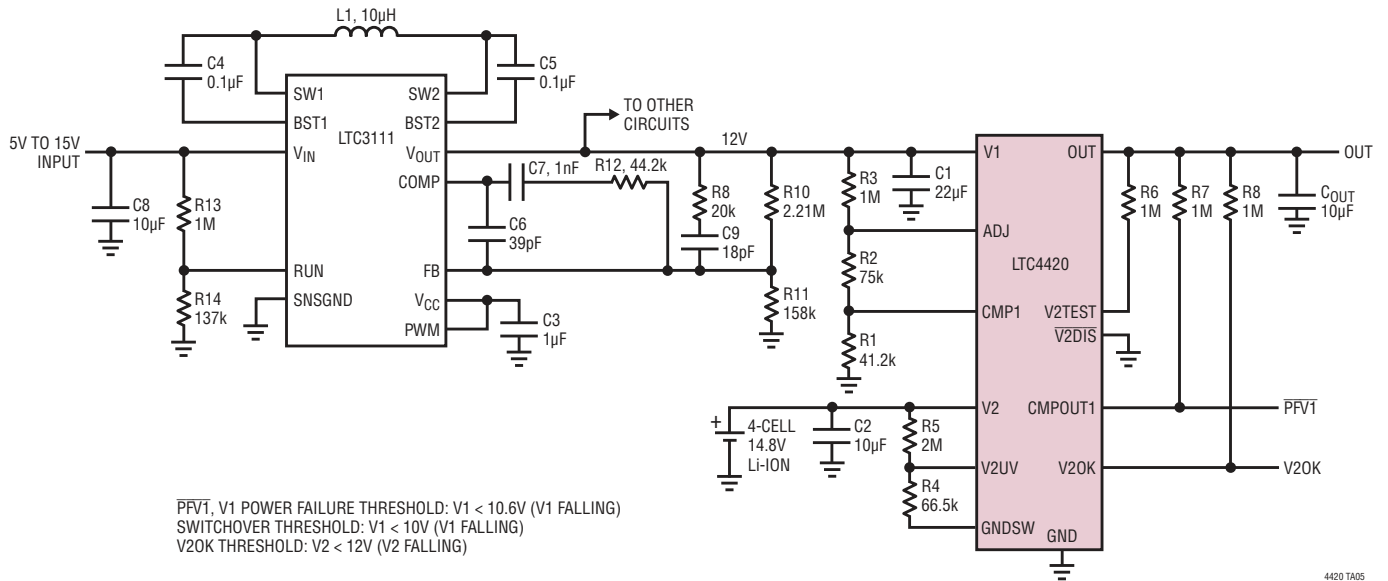 L1, 10µH
C4
0.1µF
C5
0.1µF
SW1
SW2
BST1
BST2
LTC3111
5V TO 15V
INPUT
VIN
VOUT
TO OTHER
CIRCUITS
12V
COMP
C7, 1nF
R12, 44.2k
C8
10µF
R13
1M
C6
39pF
R8
20k
C9
18pF
R10
2.21M
R3
1M
C1
22µF
RUN
FB
R14
137k
SNSGND
VCC
PWM
C3
1µF
R11
158k
R2
75k
R1
41.2k
V1
OUT
ADJ
LTC4420
CMP1
V2TEST
V2DIS
R6
1M
R7
1M
R8
1M
COUT
10µF
OUT
+
4-CELL
14.8V
Li-ION
C2
10µF
R5
2M
R4
66.5k
V2
CMPOUT1
PFV1
V2UV
V2OK
V2OK
GNDSW
GND
PFV1, V1 POWER FAILURE THRESHOLD: V1 < 10.6V (V1 FALLING)
SWITCHOVER THRESHOLD: V1 < 10V (V1 FALLING)
V2OK THRESHOLD: V2 < 12V (V2 FALLING)
4420 TA05